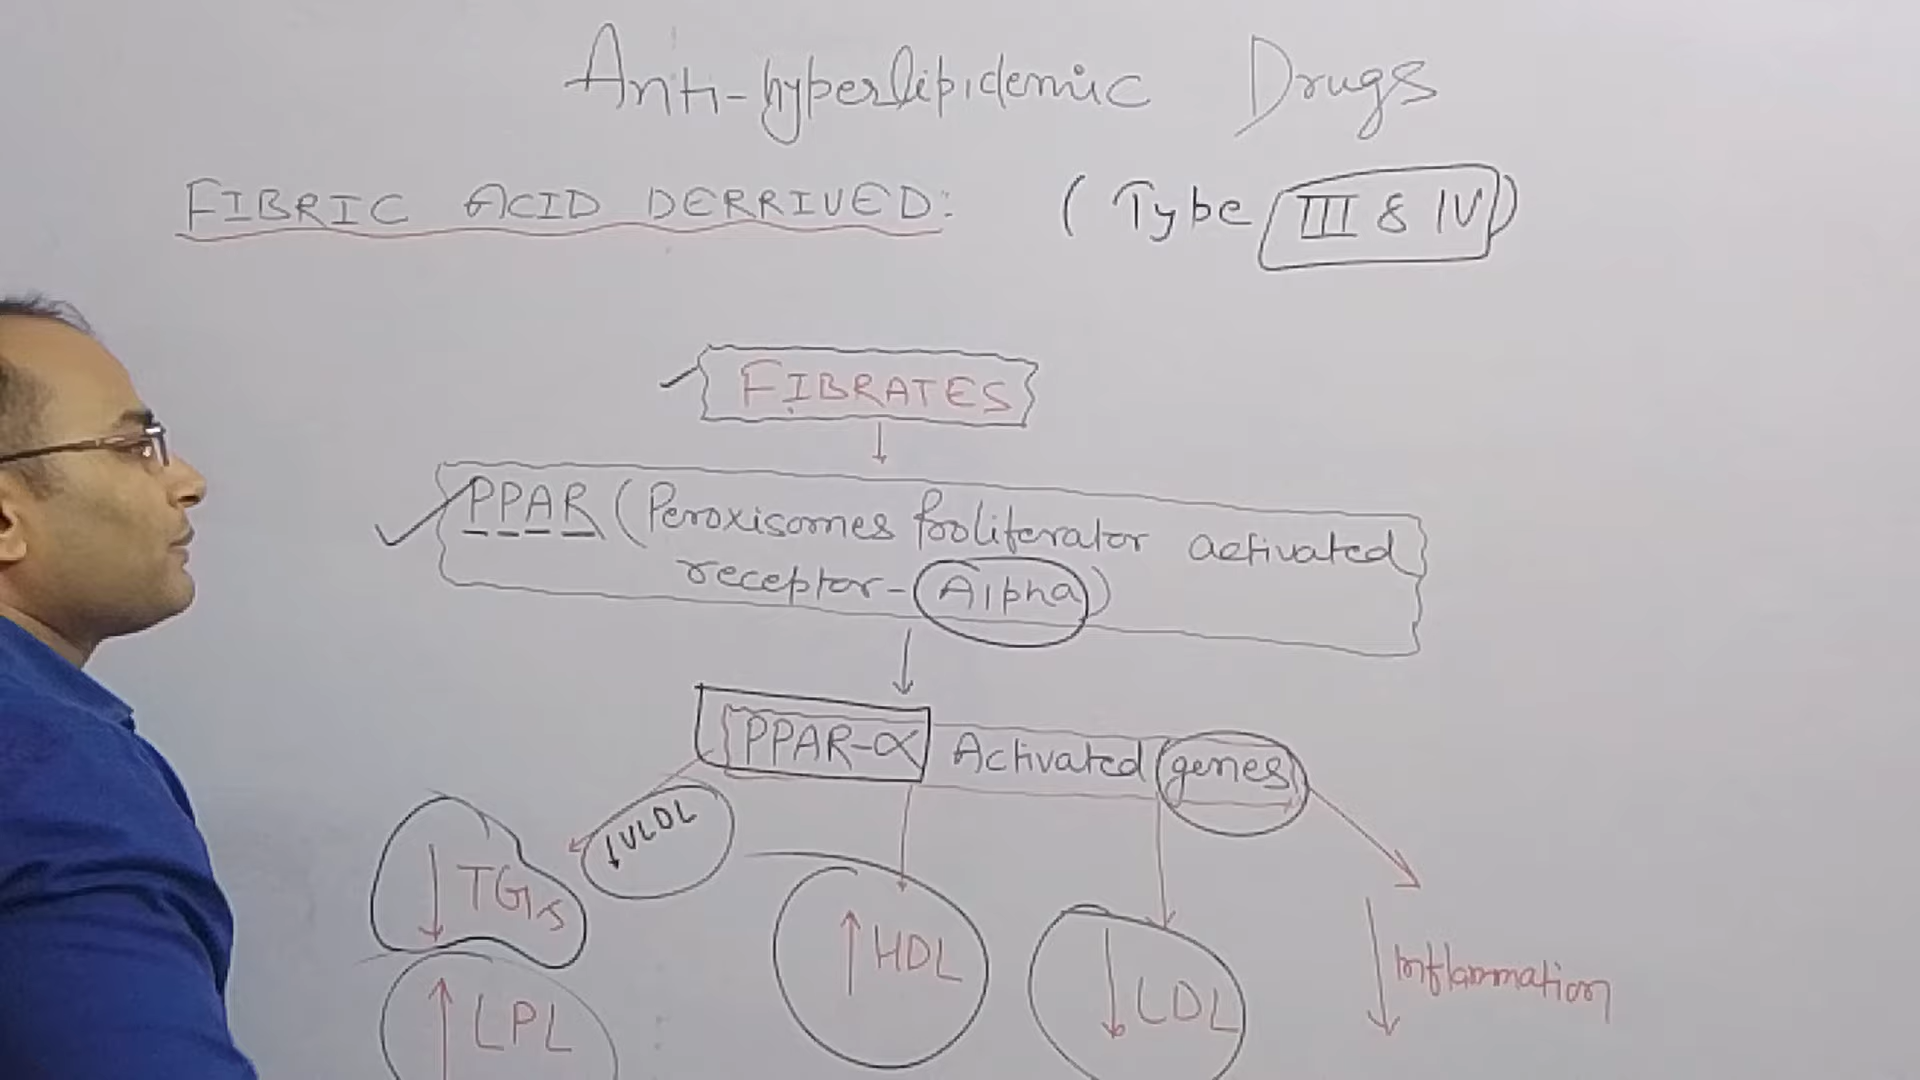 Anti-hyperlipidemic Drugs
FIBRIC ACID DERRIVED: (Type III & IV)
FIBRATES
PPAR (Peroxisomes proliferator activated
receptor-Alpha)
PPAR-α Activated genes
↓VLDL
↓ TGs
↑ HDL
↓ LDL
↓ Inflammation
↑ LPL